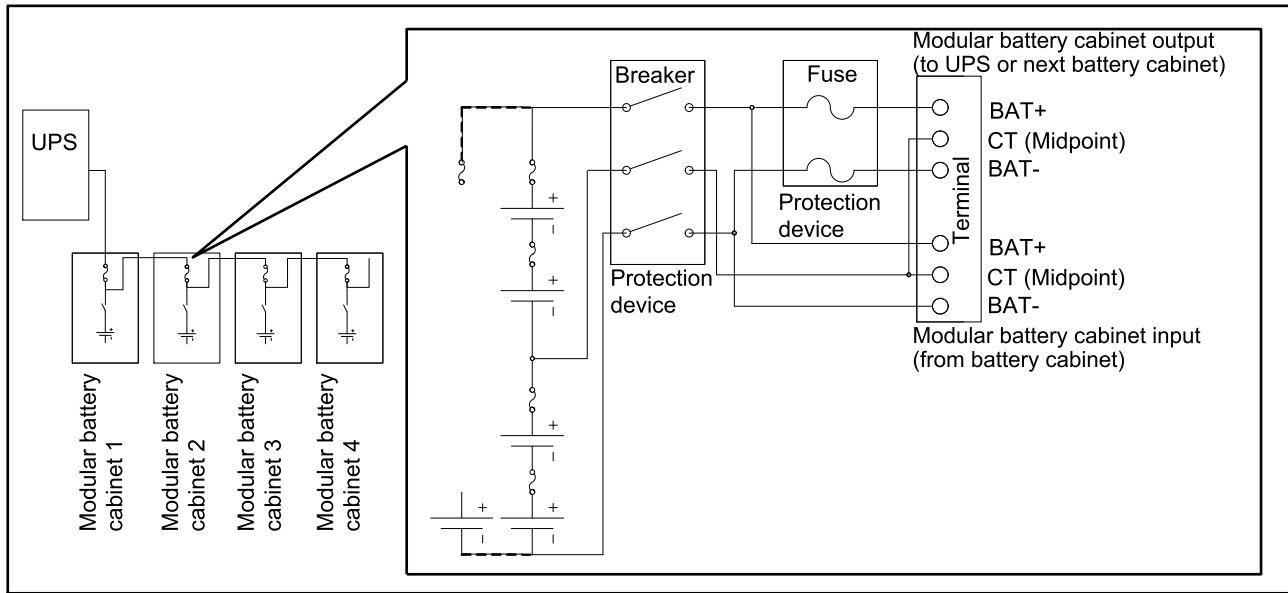 UPS
Modular battery
cabinet 1
Modular battery
cabinet 2
Modular battery
cabinet 3
Modular battery
cabinet 4
Breaker
Protection
device
Fuse
Protection
device
Modular battery cabinet output
(to UPS or next battery cabinet)
Terminal
BAT+
CT (Midpoint)
BAT-
BAT+
CT (Midpoint)
BAT-
Modular battery cabinet input
(from battery cabinet)